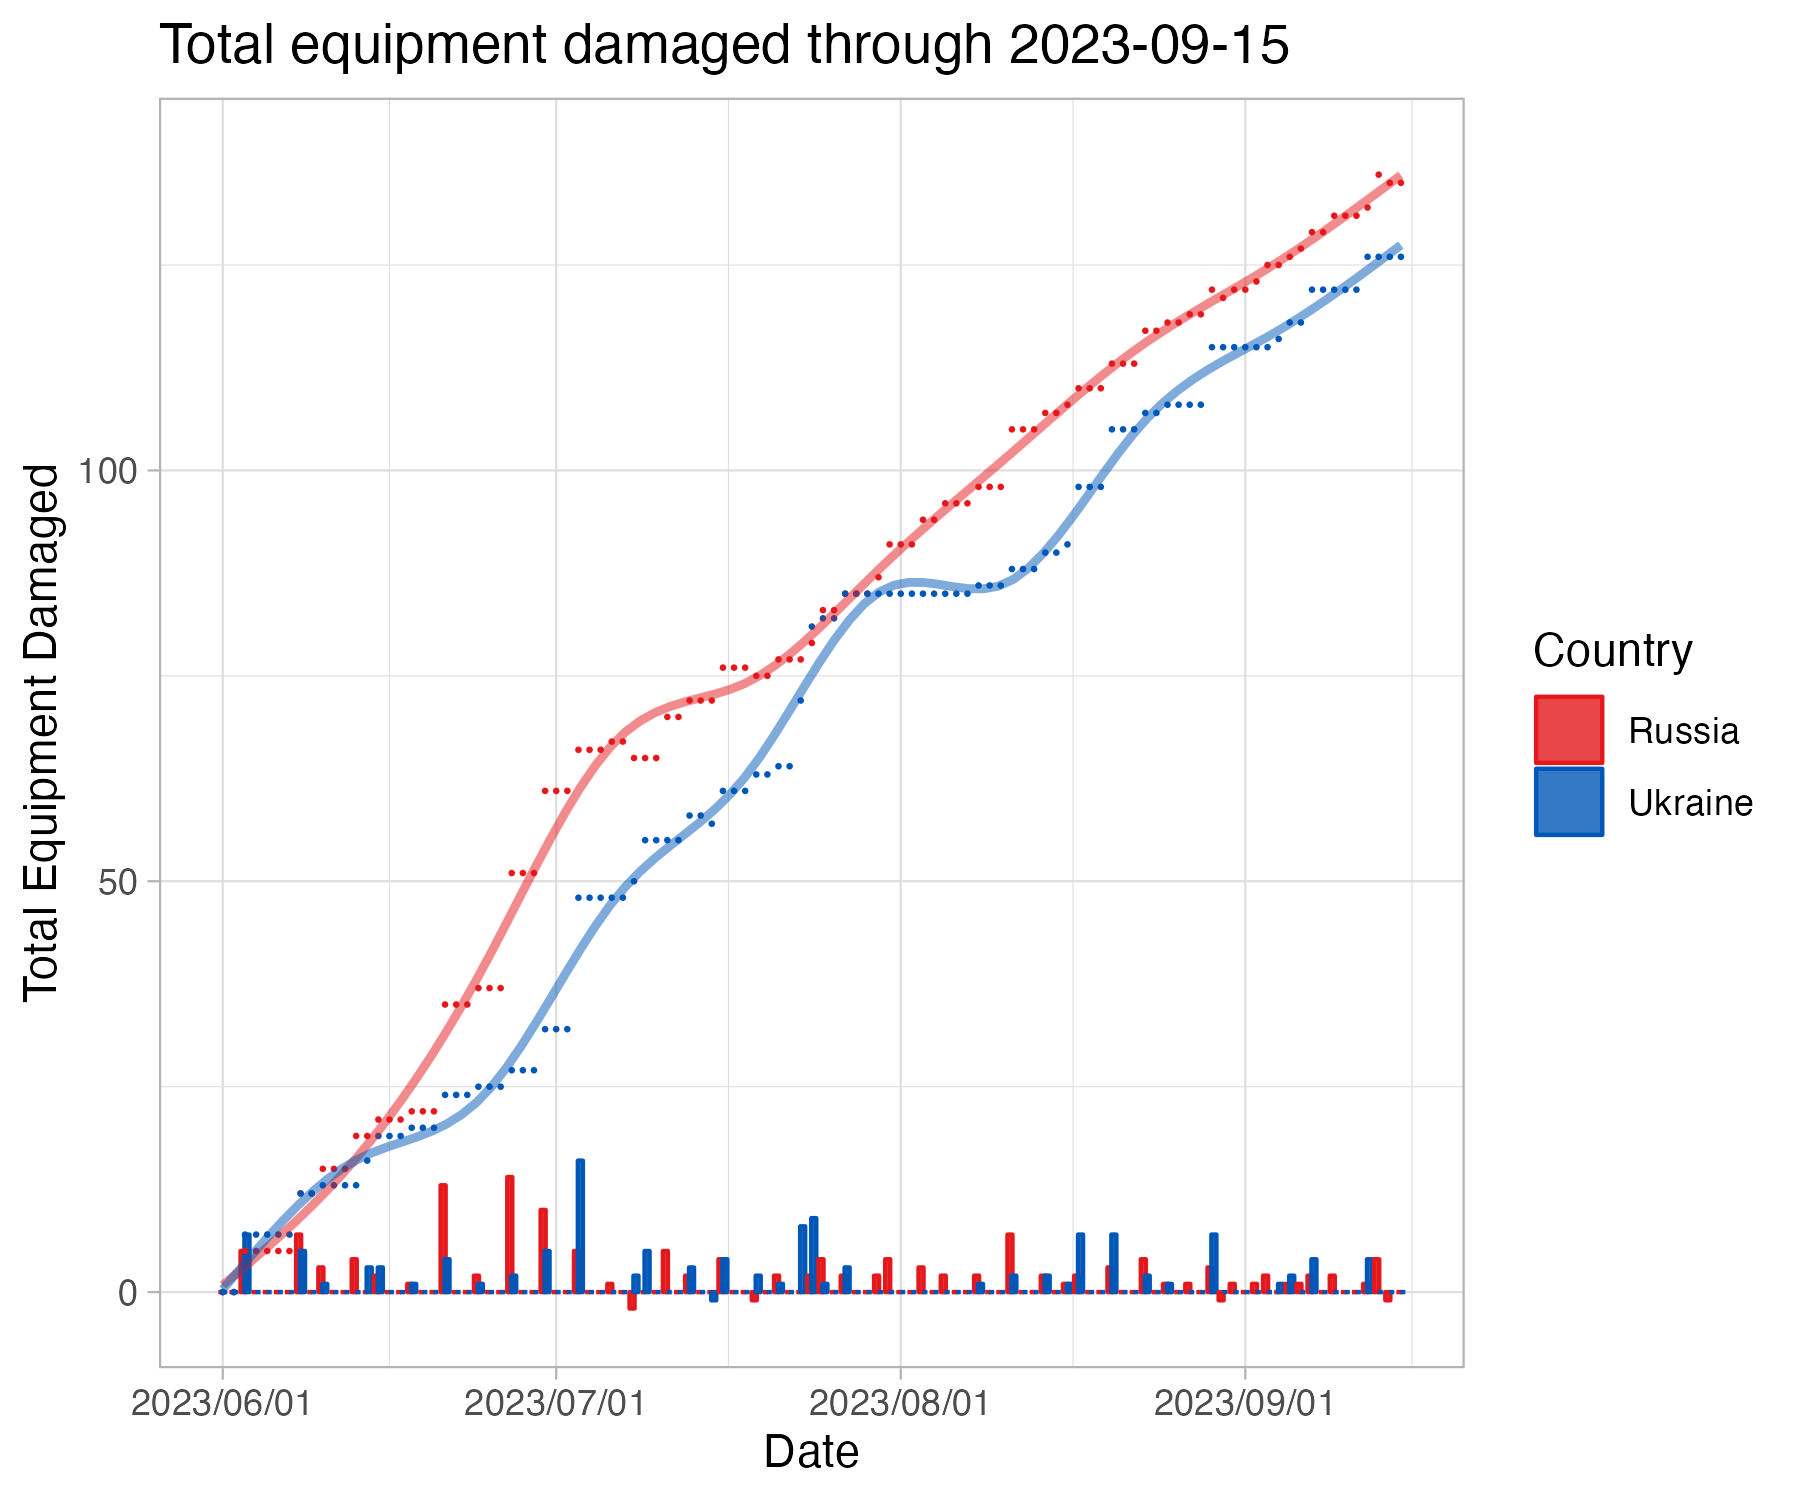 Total equipment damaged through 2023-09-15
Total Equipment Damaged
100
50
0
2023/06/01
2023/07/01
2023/08/01
2023/09/01
Date
Country
Russia
Ukraine